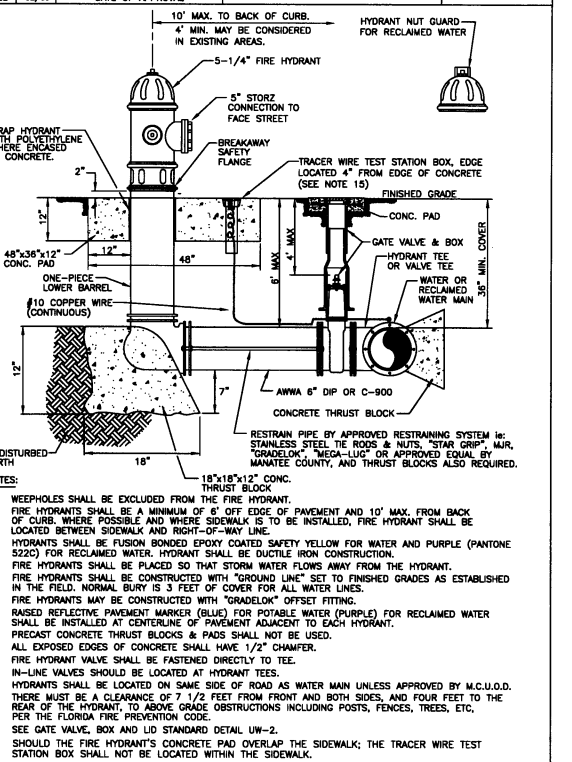 10' MAX. TO BACK OF CURB.
4' MIN. MAY BE CONSIDERED
IN EXISTING AREAS.
HYDRANT NUT GUARD
FOR RECLAIMED WATER
5-1/4" FIRE HYDRANT
5" STORZ
CONNECTION TO
FACE STREET
RAP HYDRANT
TH POLYETHYLENE
HERE ENCASED
CONCRETE.
BREAKAWAY
SAFETY
FLANGE
2"
TRACER WIRE TEST STATION BOX, EDGE
LOCATED 4" FROM EDGE OF CONCRETE
(SEE NOTE 15)
FINISHED GRADE
CONC. PAD
12"
12"
48"
48"x36"x12"
CONC. PAD
6' MAX
4' MAX
GATE VALVE & BOX
HYDRANT TEE
OR VALVE TEE
WATER OR
RECLAIMED
WATER MAIN
36" MIN. COVER
ONE-PIECE
LOWER BARREL
#10 COPPER WIRE
(CONTINUOUS)
12"
7"
AWWA 6" DIP OR C-900
CONCRETE THRUST BLOCK
RESTRAIN PIPE BY APPROVED RESTRAINING SYSTEM ie:
STAINLESS STEEL TIE RODS & NUTS, "STAR GRIP", MJR,
"GRADELOK", "MEGA-LUG" OR APPROVED EQUAL BY
MANATEE COUNTY, AND THRUST BLOCKS ALSO REQUIRED.
DISTURBED
RTH
18"
18"x18"x12" CONC.
THRUST BLOCK
TES:
WEEPHOLES SHALL BE EXCLUDED FROM THE FIRE HYDRANT.
FIRE HYDRANTS SHALL BE A MINIMUM OF 6' OFF EDGE OF PAVEMENT AND 10' MAX. FROM BACK
OF CURB. WHERE POSSIBLE AND WHERE SIDEWALK IS TO BE INSTALLED, FIRE HYDRANT SHALL BE
LOCATED BETWEEN SIDEWALK AND RIGHT-OF-WAY LINE.
HYDRANTS SHALL BE FUSION BONDED EPOXY COATED SAFETY YELLOW FOR WATER AND PURPLE (PANTONE
522C) FOR RECLAIMED WATER. HYDRANT SHALL BE DUCTILE IRON CONSTRUCTION.
FIRE HYDRANTS SHALL BE PLACED SO THAT STORM WATER FLOWS AWAY FROM THE HYDRANT.
FIRE HYDRANTS SHALL BE CONSTRUCTED WITH "GROUND LINE" SET TO FINISHED GRADES AS ESTABLISHED
IN THE FIELD. NORMAL BURY IS 3 FEET OF COVER FOR ALL WATER LINES.
FIRE HYDRANTS MAY BE CONSTRUCTED WITH "GRADELOK" OFFSET FITTING.
RAISED REFLECTIVE PAVEMENT MARKER (BLUE) FOR POTABLE WATER (PURPLE) FOR RECLAIMED WATER
SHALL BE INSTALLED AT CENTERLINE OF PAVEMENT ADJACENT TO EACH HYDRANT.
PRECAST CONCRETE THRUST BLOCKS & PADS SHALL NOT BE USED.
ALL EXPOSED EDGES OF CONCRETE SHALL HAVE 1/2" CHAMFER.
FIRE HYDRANT VALVE SHALL BE FASTENED DIRECTLY TO TEE.
IN-LINE VALVES SHOULD BE LOCATED AT HYDRANT TEES.
HYDRANTS SHALL BE LOCATED ON SAME SIDE OF ROAD AS WATER MAIN UNLESS APPROVED BY M.C.U.O.D.
THERE MUST BE A CLEARANCE OF 7 1/2 FEET FROM FRONT AND BOTH SIDES, AND FOUR FEET TO THE
REAR OF THE HYDRANT, TO ABOVE GRADE OBSTRUCTIONS INCLUDING POSTS, FENCES, TREES, ETC,
PER THE FLORIDA FIRE PREVENTION CODE.
SEE GATE VALVE, BOX AND LID STANDARD DETAIL UW-2.
SHOULD THE FIRE HYDRANT'S CONCRETE PAD OVERLAP THE SIDEWALK; THE TRACER WIRE TEST
STATION BOX SHALL NOT BE LOCATED WITHIN THE SIDEWALK.